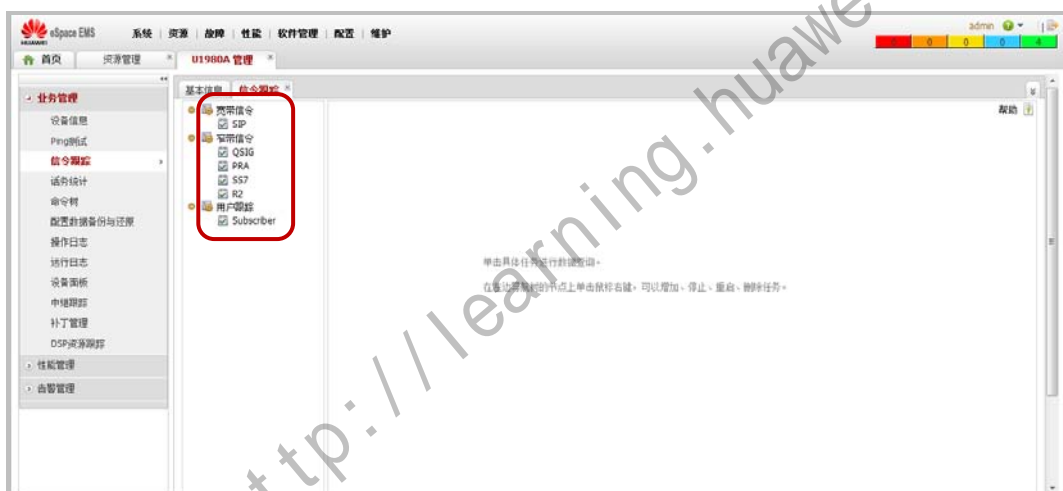 HUAWEI eSpace EMS 系统 | 资源 | 故障 | 性能 | 软件管理 | 配置 | 维护 admin
0 0 0 0 4
首页 资源管理 × U1980A 管理 ×
业务管理
设备信息
Ping测试
信令跟踪
话务统计
命令树
配置数据备份与还原
操作日志
运行日志
设备面板
中继跟踪
补丁管理
DSP资源跟踪
性能管理
告警管理
基本信息 信令跟踪 ×
帮助
宽带信令
SIP
窄带信令
QSIG
PRA
SS7
R2
用户跟踪
Subscriber
单击具体任务进行数据查询。
在左边导航树的节点上单击鼠标右键，可以增加、停止、重启、删除任务。
ttp://learning.huawe